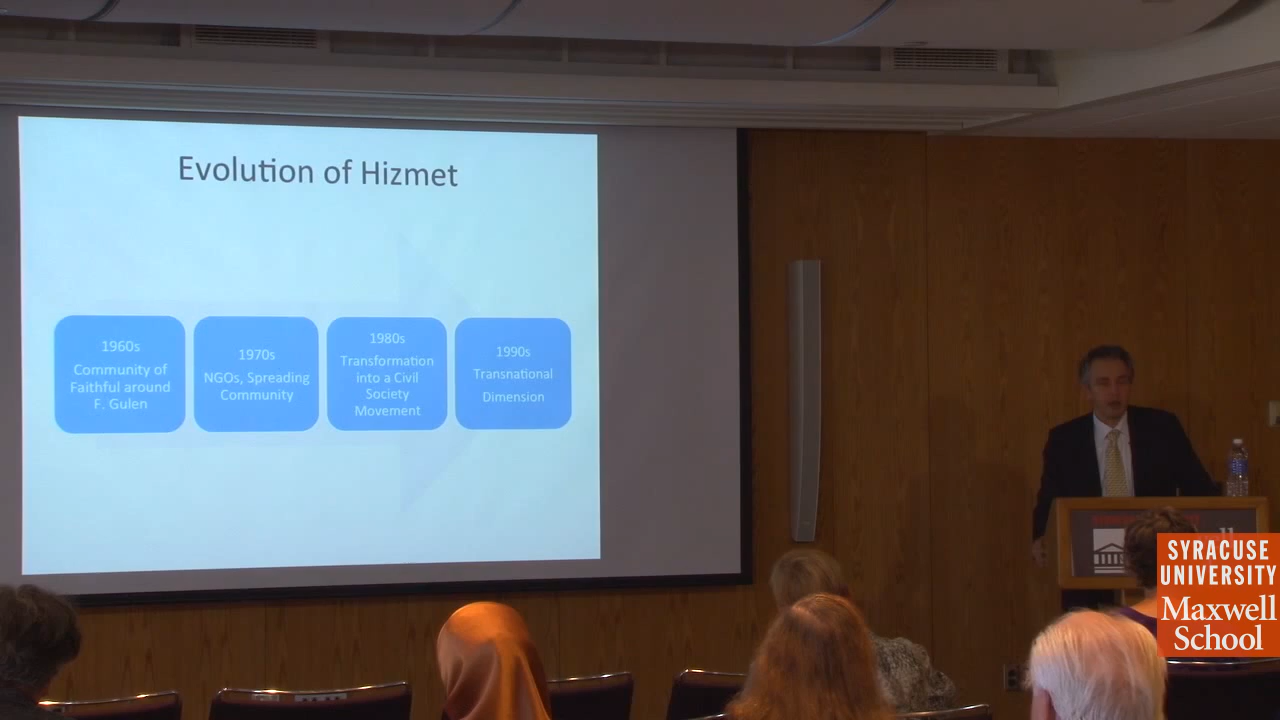 Evolution of Hizmet
1960s
Community of
Faithful around
F. Gulen
1970s
NGOs, Spreading
Community
1980s
Transformation
into a Civil
Society
Movement
1990s
Transnational
Dimension
SYRACUSE
UNIVERSITY
Maxwell
School